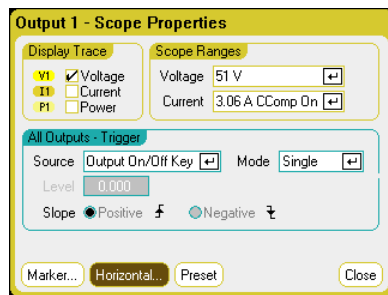 Output 1 - Scope Properties
Display Trace
V1 Voltage
I1 Current
P1 Power
Scope Ranges
Voltage 51 V
Current 3.06 A CComp On
All Outputs - Trigger
Source Output On/Off Key Mode Single
Level 0.000
Slope Positive Negative
Marker... Horizontal... Preset Close